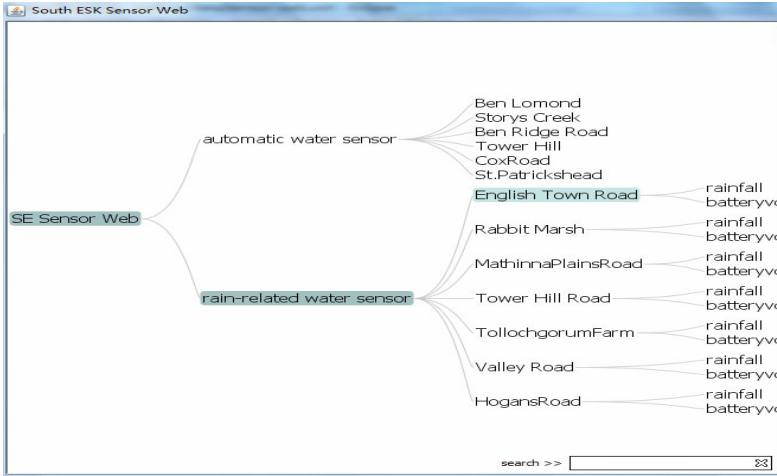 South ESK Sensor Web
Ben Lomond
Storys Creek
Ben Ridge Road
automatic water sensor
Tower Hill
CoxRoad
St.Patrickshead
English Town Road
rainfall
batteryvo
SE Sensor Web
Rabbit Marsh
rainfall
batteryvo
MathinnaPlainsRoad
rainfall
batteryvo
rain-related water sensor
Tower Hill Road
rainfall
batteryvo
TollochgorumFarm
rainfall
batteryvo
Valley Road
rainfall
batteryvo
HogansRoad
rainfall
batteryvo
search >>